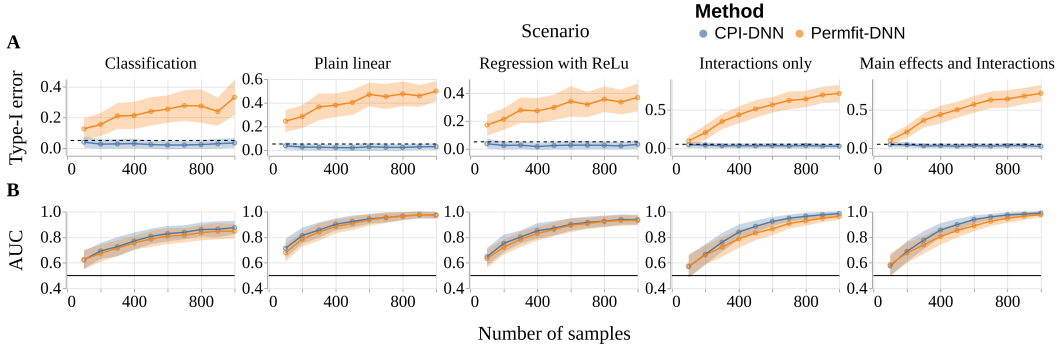 Method
Scenario
CPI-DNN Permfit-DNN
A
Classification Plain linear Regression with ReLu Interactions only Main effects and Interactions
Type-I error
0.4 0.2 0.0
0.6 0.4 0.2 0.0
0.4 0.2 0.0
0.5 0.0
0.5 0.0
0 400 800 0 400 800 0 400 800 0 400 800 0 400 800
B
AUC
1.0 0.8 0.6 0.4
1.0 0.8 0.6 0.4
1.0 0.8 0.6 0.4
1.0 0.8 0.6 0.4
1.0 0.8 0.6 0.4
0 400 800 0 400 800 0 400 800 0 400 800 0 400 800
Number of samples